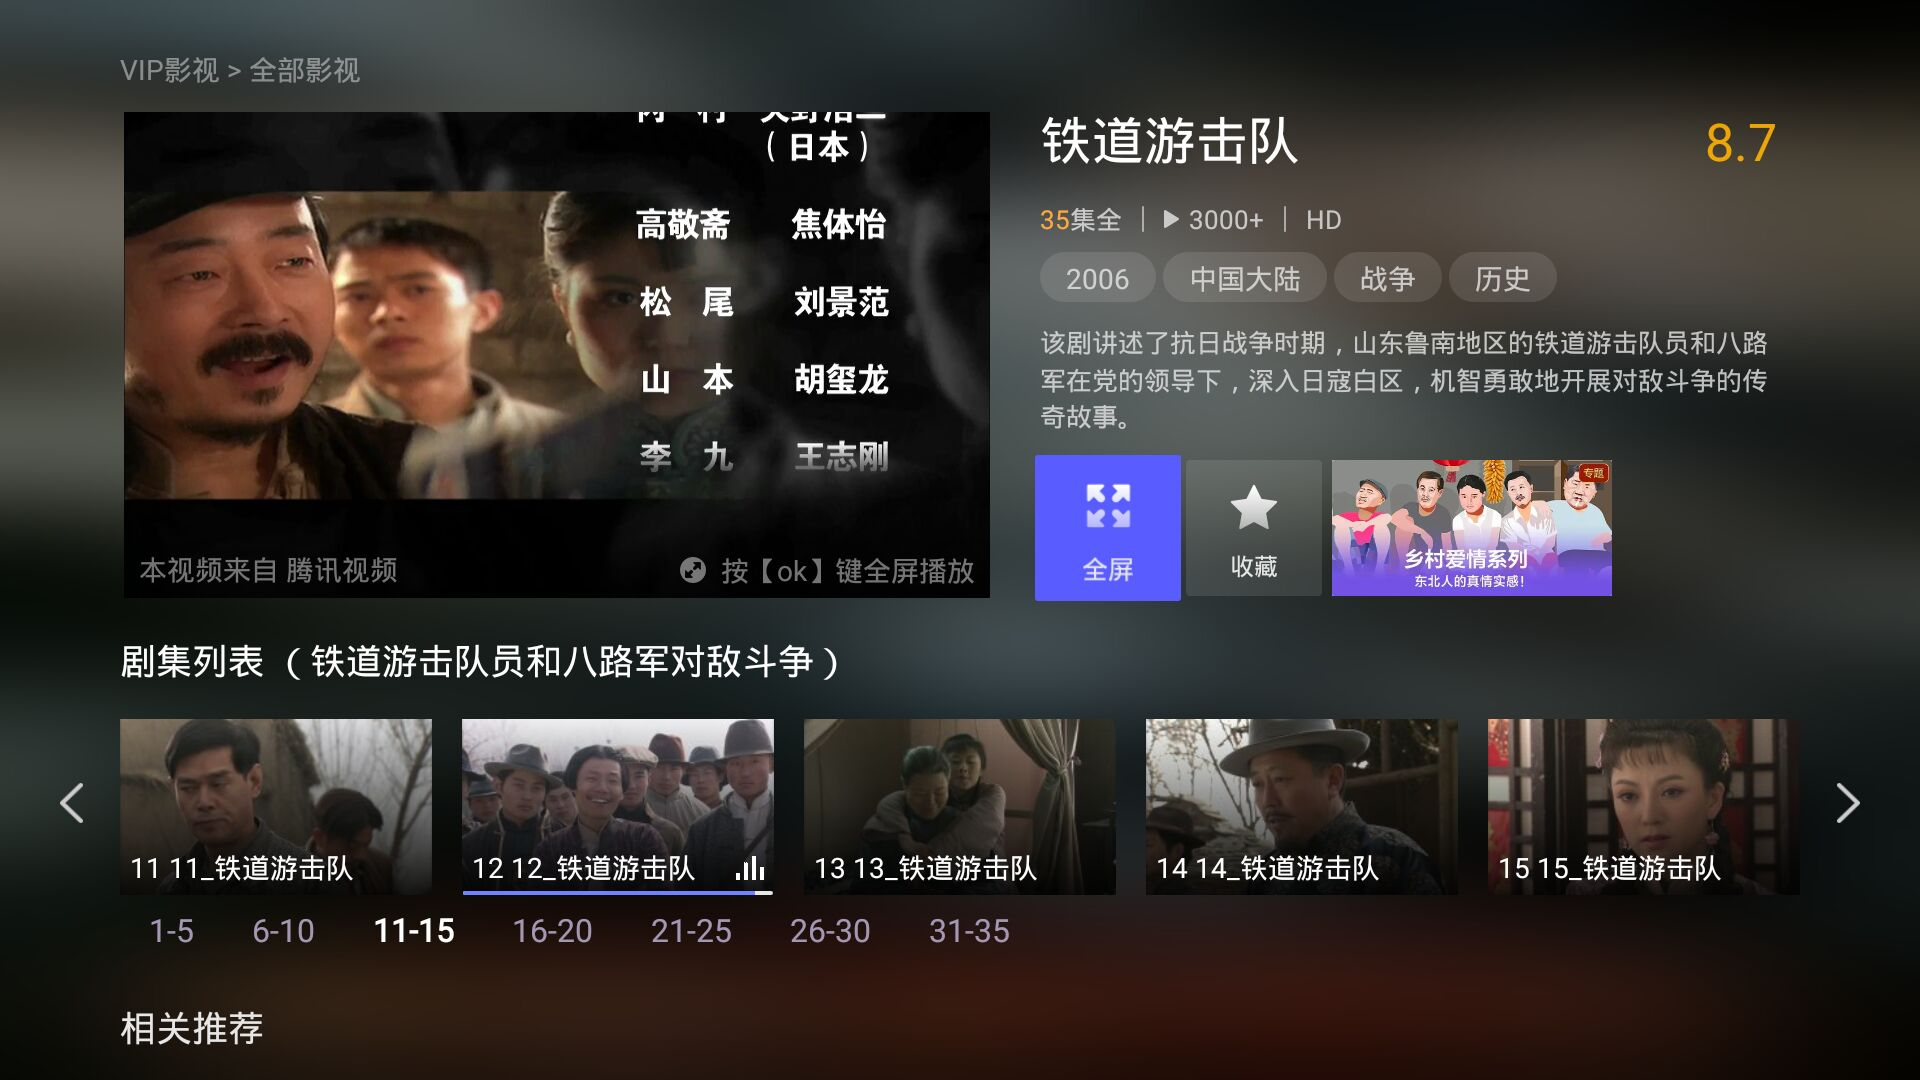 VIP影视 > 全部影视
（日本）
高敬斋 焦体怡
松 尾 刘景范
山 本 胡玺龙
李 九 王志刚
本视频来自 腾讯视频
按【ok】键全屏播放
铁道游击队
8.7
35集全 | 3000+ | HD
2006 中国大陆 战争 历史
该剧讲述了抗日战争时期，山东鲁南地区的铁道游击队员和八路
军在党的领导下，深入日寇白区，机智勇敢地开展对敌斗争的传
奇故事。
全屏
收藏
专题
乡村爱情系列
东北人的真情实感！
剧集列表 （铁道游击队员和八路军对敌斗争）
11 11_铁道游击队
12 12_铁道游击队
13 13_铁道游击队
14 14_铁道游击队
15 15_铁道游击队
1-5 6-10 11-15 16-20 21-25 26-30 31-35
相关推荐